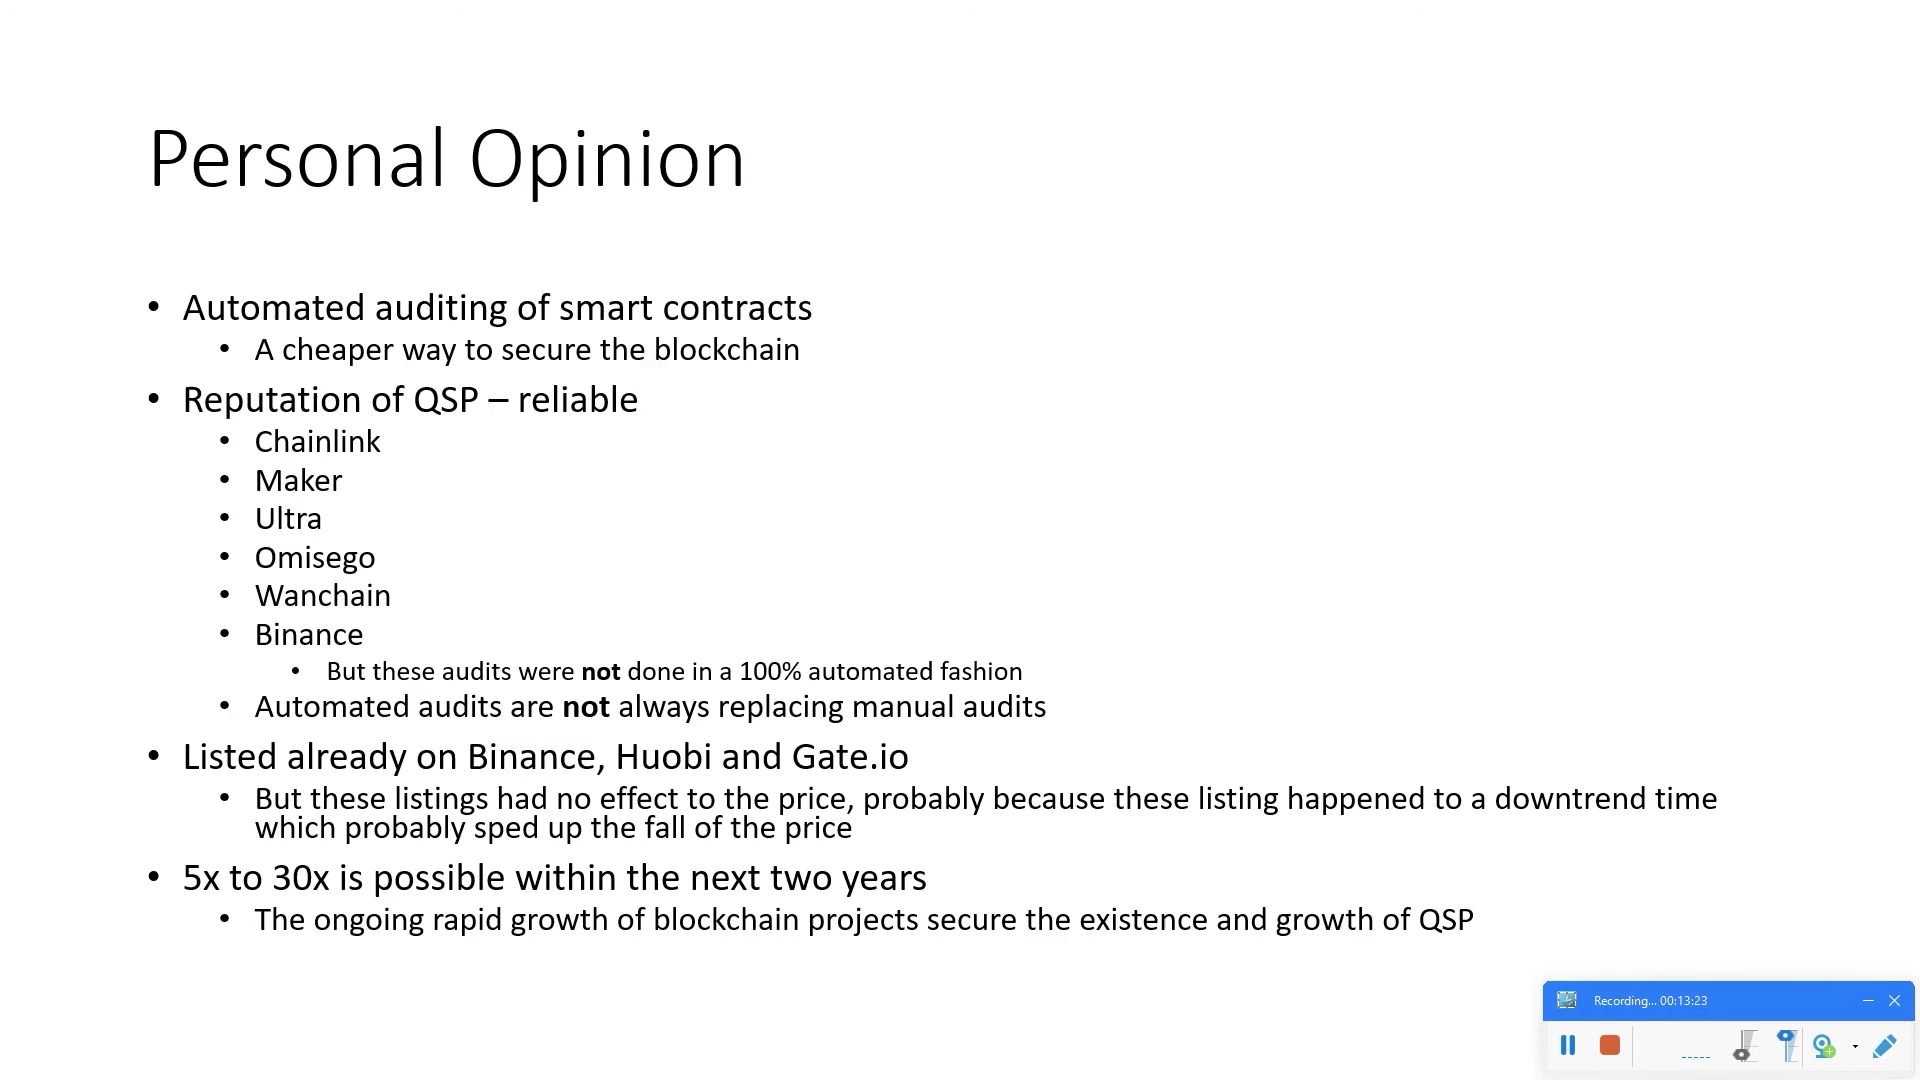 Personal Opinion
• Automated auditing of smart contracts
• A cheaper way to secure the blockchain
• Reputation of QSP – reliable
• Chainlink
• Maker
• Ultra
• Omisego
• Wanchain
• Binance
• But these audits were not done in a 100% automated fashion
• Automated audits are not always replacing manual audits
• Listed already on Binance, Huobi and Gate.io
• But these listings had no effect to the price, probably because these listing happened to a downtrend time
which probably sped up the fall of the price
• 5x to 30x is possible within the next two years
• The ongoing rapid growth of blockchain projects secure the existence and growth of QSP
Recording... 00:13:23